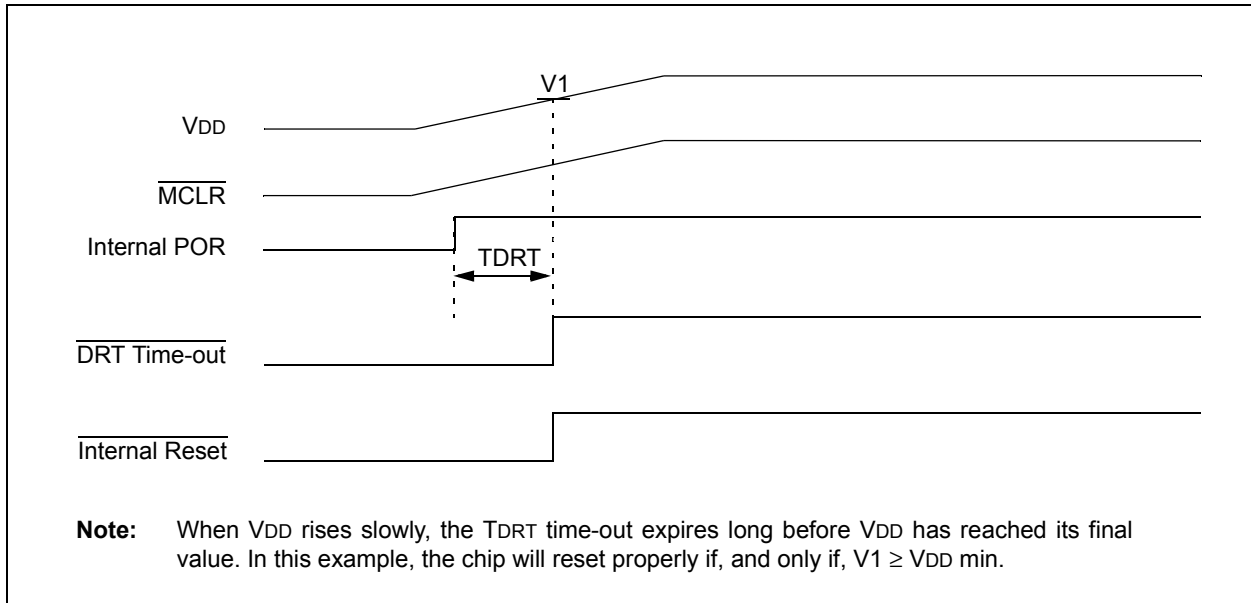 V1
VDD
MCLR
Internal POR
TDRT
DRT Time-out
Internal Reset
Note: When VDD rises slowly, the TDRT time-out expires long before VDD has reached its final
value. In this example, the chip will reset properly if, and only if, V1 ≥ VDD min.